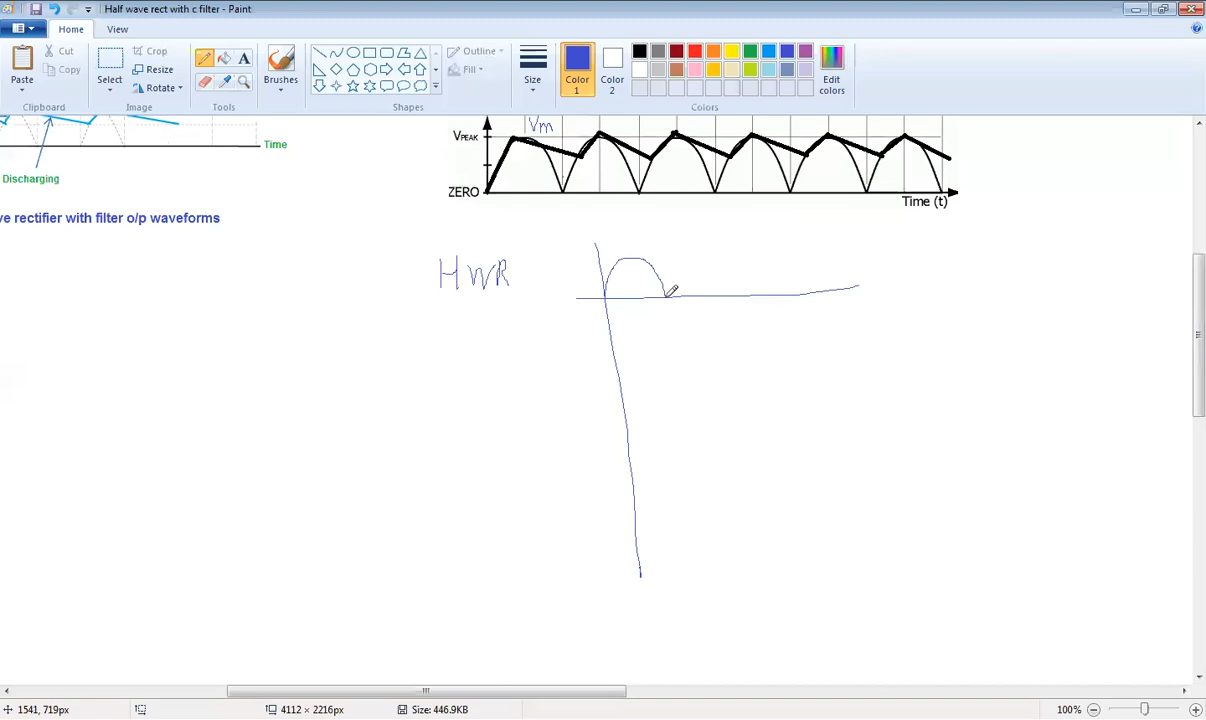 Half wave rect with c filter - Paint
Home View
Paste
Cut
Copy
Clipboard
Select
Crop
Resize
Rotate
Image
A
Tools
Brushes
Outline
Fill
Shapes
Size
Color 1
Color 2
Edit colors
Colors
Time
Discharging
ve rectifier with filter o/p waveforms
Vm
VPEAK
ZERO
Time (t)
HWR
1541, 719px
4112 × 2216px
Size: 446.9KB
100%